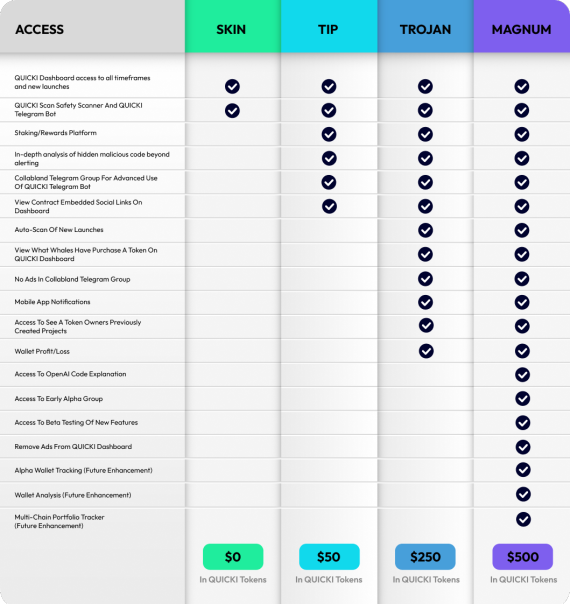 ACCESS SKIN TIP TROJAN MAGNUM
QUICKI Dashboard access to all timeframes
and new launches
QUICKI Scan Safety Scanner And QUICKI
Telegram Bot
Staking/Rewards Platform
In-depth analysis of hidden malicious code beyond
alerting
Collabland Telegram Group For Advanced Use
Of QUICKI Telegram Bot
View Contract Embedded Social Links On
Dashboard
Auto-Scan Of New Launches
View What Whales Have Purchase A Token On
QUICKI Dashboard
No Ads In Collabland Telegram Group
Mobile App Notifications
Access To See A Token Owners Previously
Created Projects
Wallet Profit/Loss
Access To OpenAI Code Explanation
Access To Early Alpha Group
Access To Beta Testing Of New Features
Remove Ads From QUICKI Dashboard
Alpha Wallet Tracking (Future Enhancement)
Wallet Analysis (Future Enhancement)
Multi-Chain Portfolio Tracker
(Future Enhancement)
$0 $50 $250 $500
In QUICKI Tokens In QUICKI Tokens In QUICKI Tokens In QUICKI Tokens